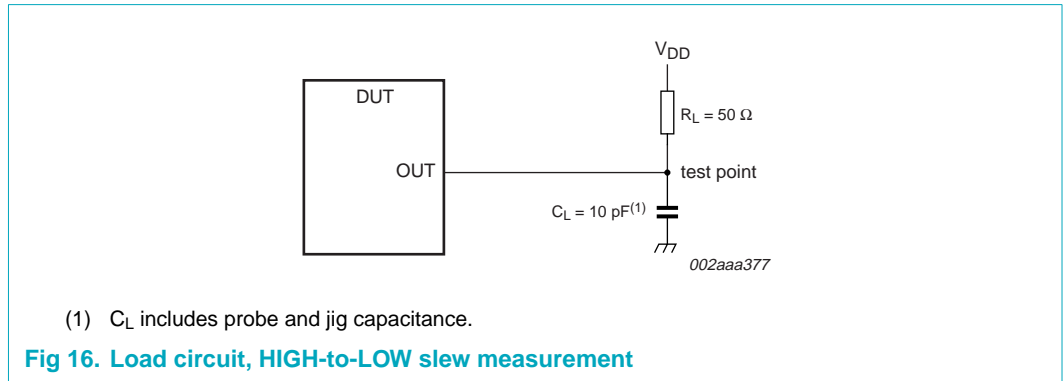 V_DD
DUT
R_L = 50 Ω
OUT
test point
C_L = 10 pF(1)
002aaa377
(1) C_L includes probe and jig capacitance.
Fig 16. Load circuit, HIGH-to-LOW slew measurement